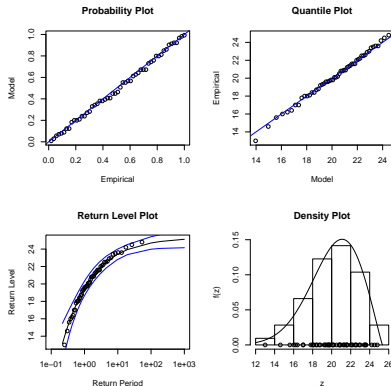 Probability Plot
Model
0.0 0.2 0.4 0.6 0.8 1.0
0.0 0.2 0.4 0.6 0.8 1.0
Empirical
Quantile Plot
Empirical
14 16 18 20 22 24
14 16 18 20 22 24
Model
Return Level Plot
Return Level
14 16 18 20 22 24
1e−01 1e+00 1e+01 1e+02 1e+03
Return Period
Density Plot
f(z)
0.00 0.05 0.10 0.15
12 14 16 18 20 22 24 26
z